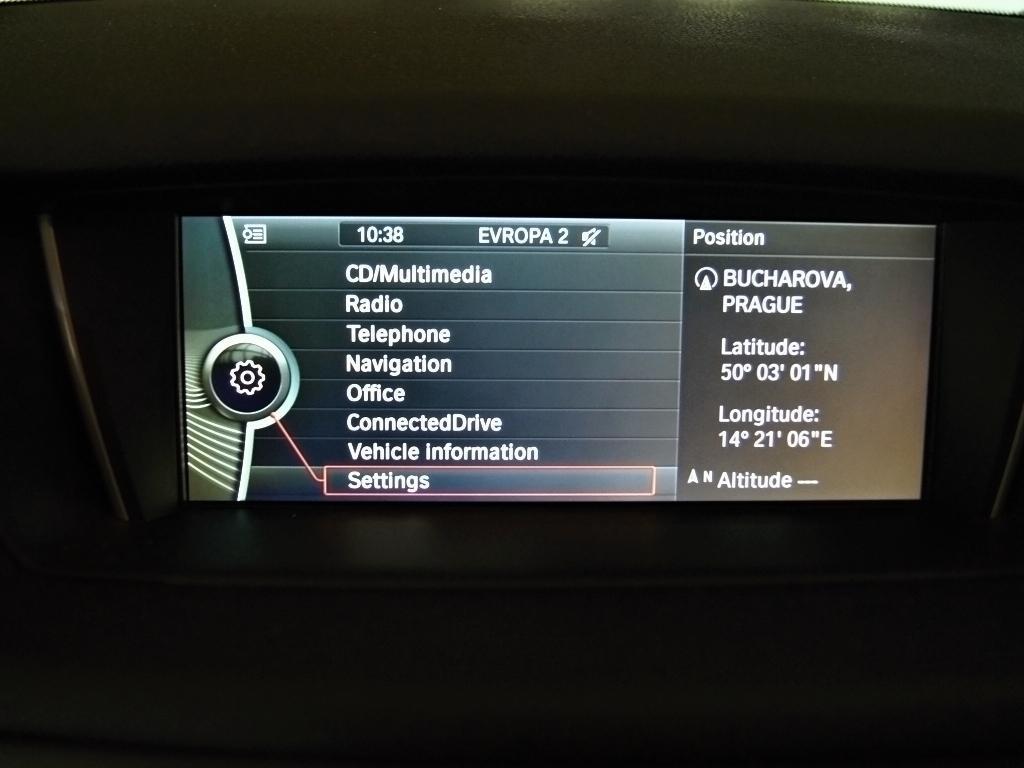 10:38 EVROPA 2
CD/Multimedia
Radio
Telephone
Navigation
Office
ConnectedDrive
Vehicle information
Settings
Position
BUCHAROVA,
PRAGUE
Latitude:
50° 03' 01"N
Longitude:
14° 21' 06"E
N Altitude ---